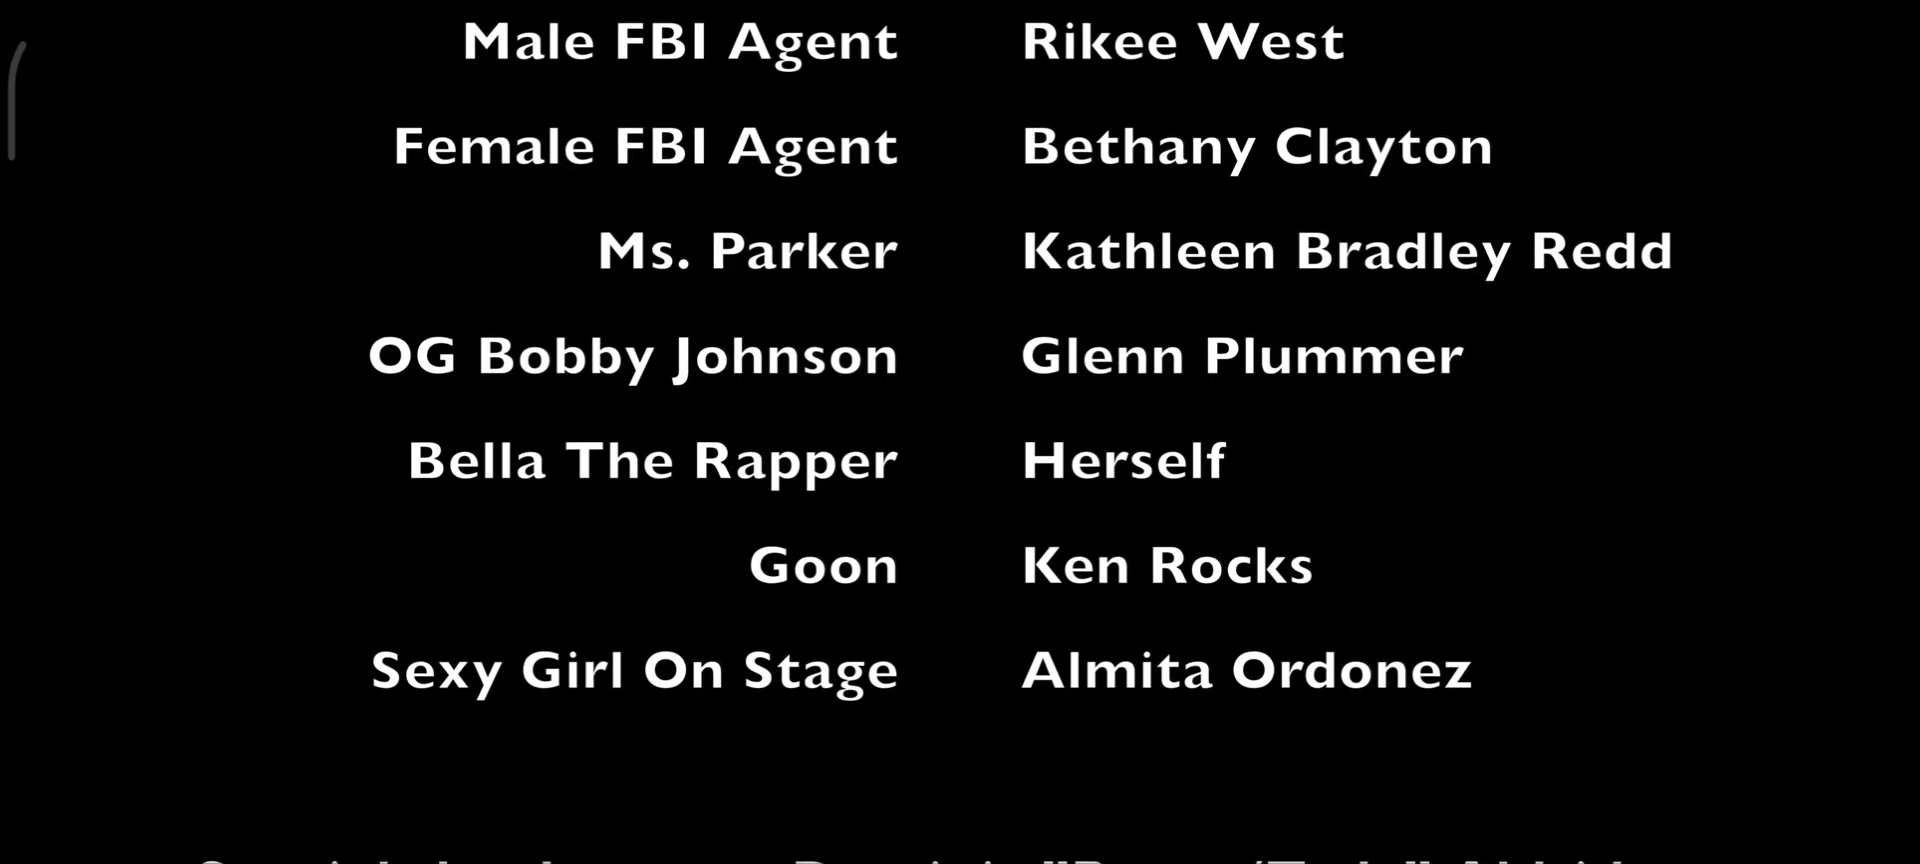 Male FBI Agent Rikee West
Female FBI Agent Bethany Clayton
Ms. Parker Kathleen Bradley Redd
OG Bobby Johnson Glenn Plummer
Bella The Rapper Herself
Goon Ken Rocks
Sexy Girl On Stage Almita Ordonez